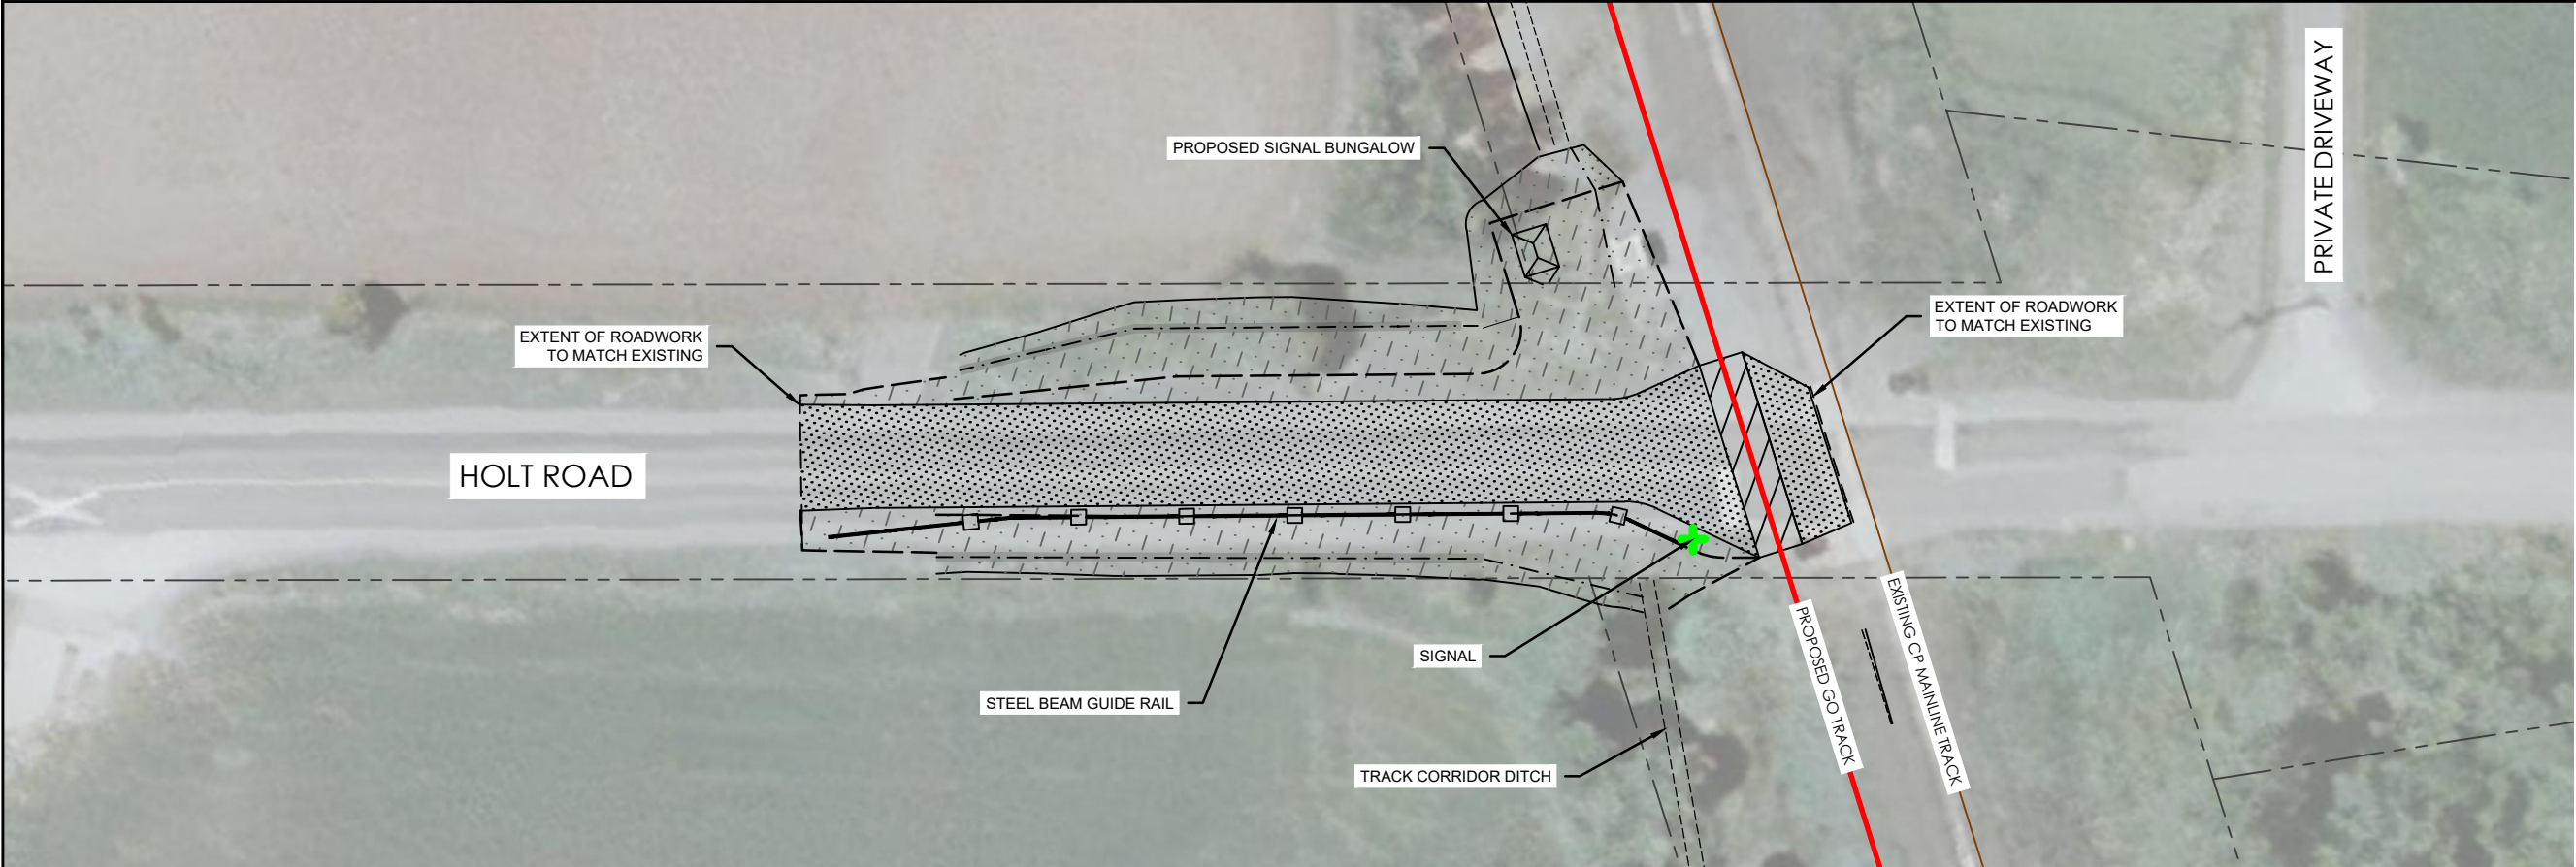 PRIVATE DRIVEWAY
PROPOSED SIGNAL BUNGALOW
EXTENT OF ROADWORK
TO MATCH EXISTING
EXTENT OF ROADWORK
TO MATCH EXISTING
HOLT ROAD
SIGNAL
STEEL BEAM GUIDE RAIL
TRACK CORRIDOR DITCH
PROPOSED GO TRACK
EXISTING CP MAINLINE TRACK